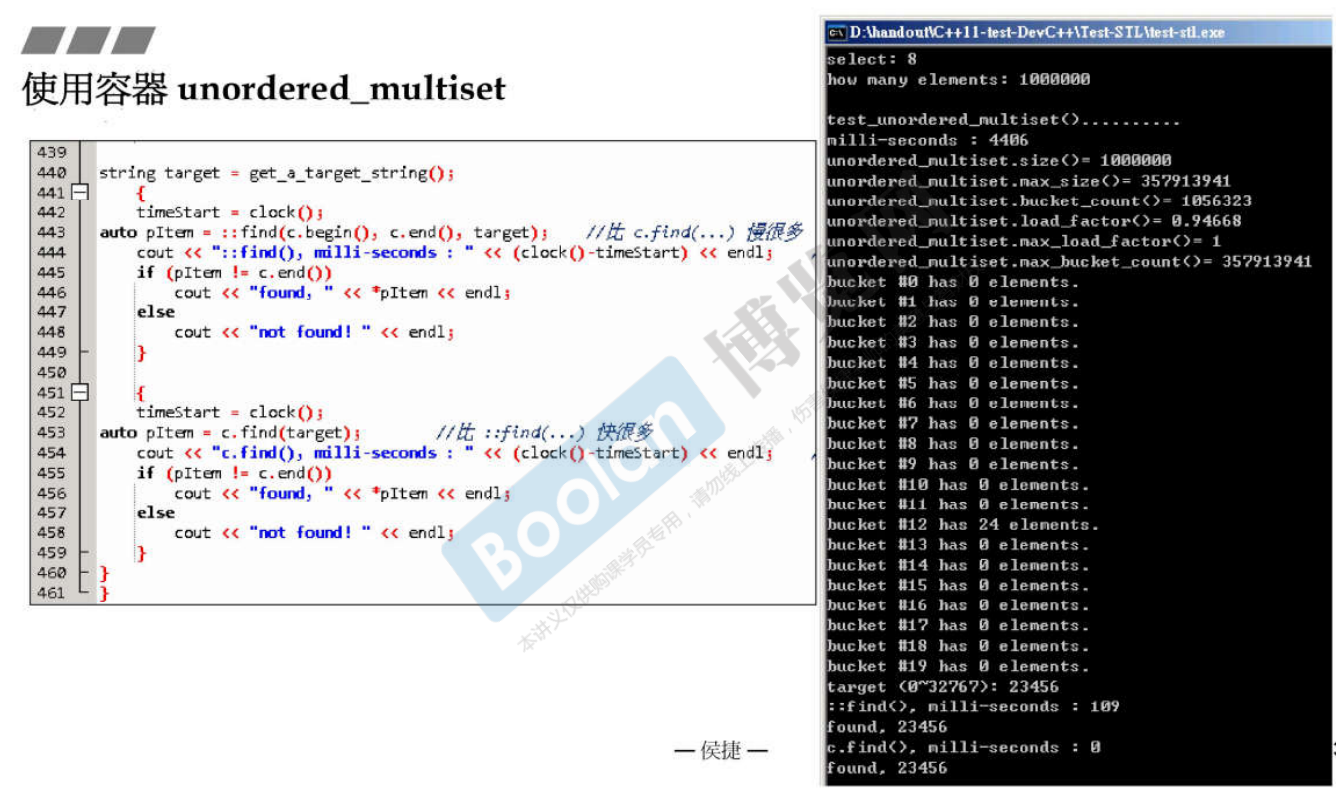 使用容器 unordered_multiset
439
440 string target = get_a_target_string();
441 {
442 timeStart = clock();
443 auto pItem = ::find(c.begin(), c.end(), target); //比 c.find(...) 慢很多
444 cout << "::find(), milli-seconds : " << (clock()-timeStart) << endl;
445 if (pItem != c.end())
446 cout << "found, " << *pItem << endl;
447 else
448 cout << "not found! " << endl;
449 }
450
451 {
452 timeStart = clock();
453 auto pItem = c.find(target); //比 ::find(...) 快很多
454 cout << "c.find(), milli-seconds : " << (clock()-timeStart) << endl;
455 if (pItem != c.end())
456 cout << "found, " << *pItem << endl;
457 else
458 cout << "not found! " << endl;
459 }
460 }
461 }
Boolan 博览
本讲义仅供购课学员专用，请勿线上
— 侯捷 —
D:\handout\C++11-test-DevC++\Test-STL\test-stl.exe
select: 8
how many elements: 1000000
test_unordered_multiset()..........
milli-seconds : 4406
unordered_multiset.size()= 1000000
unordered_multiset.max_size()= 357913941
unordered_multiset.bucket_count()= 1056323
unordered_multiset.load_factor()= 0.94668
unordered_multiset.max_load_factor()= 1
unordered_multiset.max_bucket_count()= 357913941
bucket #0 has 0 elements.
bucket #1 has 0 elements.
bucket #2 has 0 elements.
bucket #3 has 0 elements.
bucket #4 has 0 elements.
bucket #5 has 0 elements.
bucket #6 has 0 elements.
bucket #7 has 0 elements.
bucket #8 has 0 elements.
bucket #9 has 0 elements.
bucket #10 has 0 elements.
bucket #11 has 0 elements.
bucket #12 has 24 elements.
bucket #13 has 0 elements.
bucket #14 has 0 elements.
bucket #15 has 0 elements.
bucket #16 has 0 elements.
bucket #17 has 0 elements.
bucket #18 has 0 elements.
bucket #19 has 0 elements.
target (0~32767): 23456
::find(), milli-seconds : 109
found, 23456
c.find(), milli-seconds : 0
found, 23456